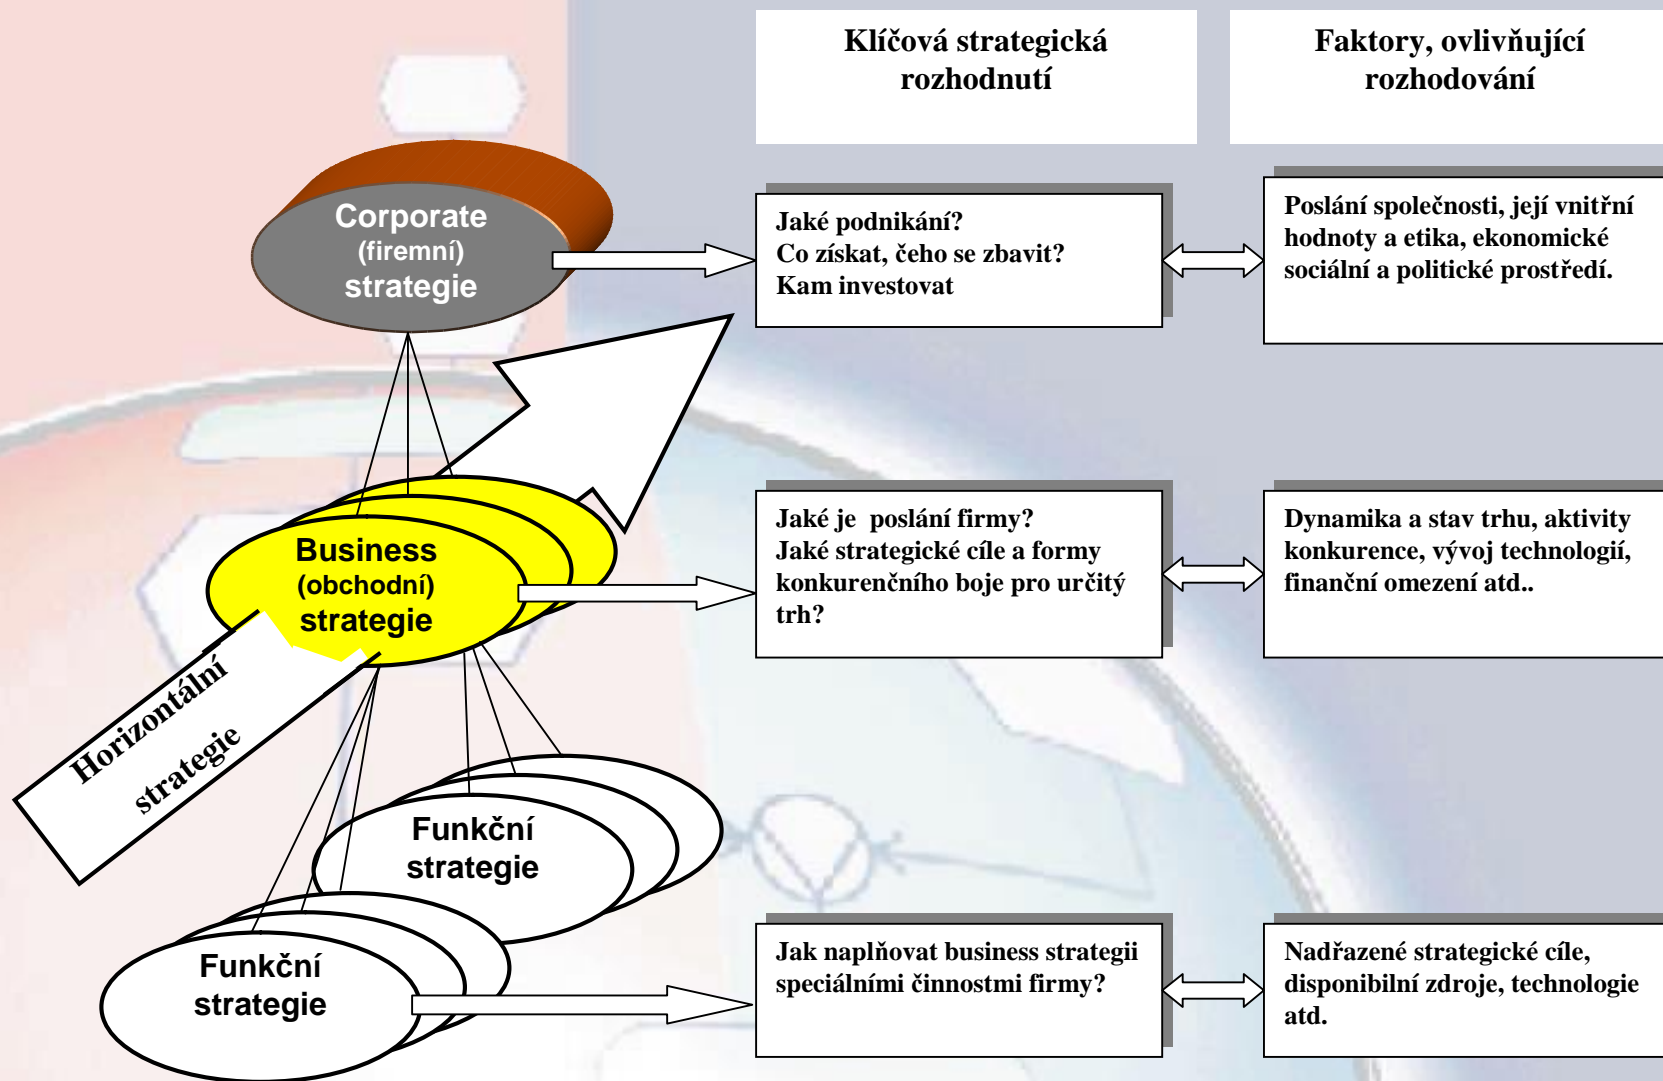 Klíčová strategická
rozhodnutí
Faktory, ovlivňující
rozhodování
Corporate
(firemní)
strategie
Jaké podnikání?
Co získat, čeho se zbavit?
Kam investovat
Poslání společnosti, její vnitřní
hodnoty a etika, ekonomické
sociální a politické prostředí.
Business
(obchodní)
strategie
Jaké je  poslání firmy?
Jaké strategické cíle a formy
konkurenčního boje pro určitý
trh?
Dynamika a stav trhu, aktivity
konkurence, vývoj technologií,
finanční omezení atd..
Horizontální
strategie
Funkční
strategie
Funkční
strategie
Jak naplňovat business strategii
speciálními činnostmi firmy?
Nadřazené strategické cíle,
disponibilní zdroje, technologie
atd.